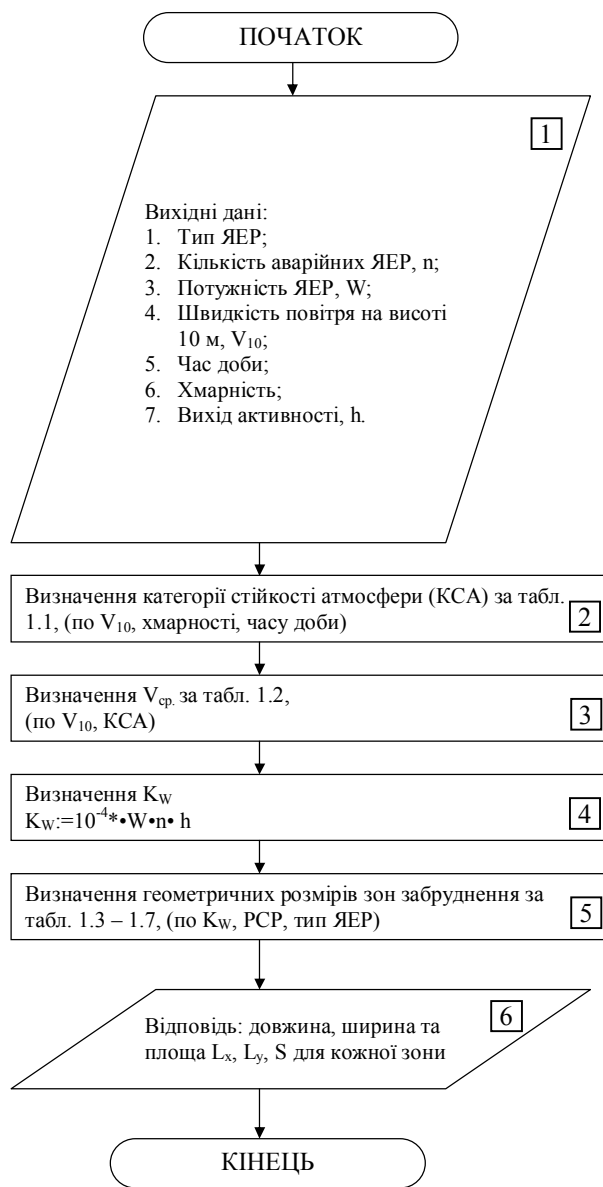 ПОЧАТОК
1
Вихідні дані:
1. Тип ЯЕР;
2. Кількість аварійних ЯЕР, n;
3. Потужність ЯЕР, W;
4. Швидкість повітря на висоті
10 м, V₁₀;
5. Час доби;
6. Хмарність;
7. Вихід активності, h.
Визначення категорії стійкості атмосфери (КСА) за табл.
1.1, (по V₁₀, хмарності, часу доби)
2
Визначення Vср. за табл. 1.2,
(по V₁₀, КСА)
3
Визначення K_W
K_W:=10⁻⁴*•W•n• h
4
Визначення геометричних розмірів зон забруднення за
табл. 1.3 – 1.7, (по K_W, РСР, тип ЯЕР)
5
6
Відповідь: довжина, ширина та
площа Lₓ, L_y, S для кожної зони
КІНЕЦЬ